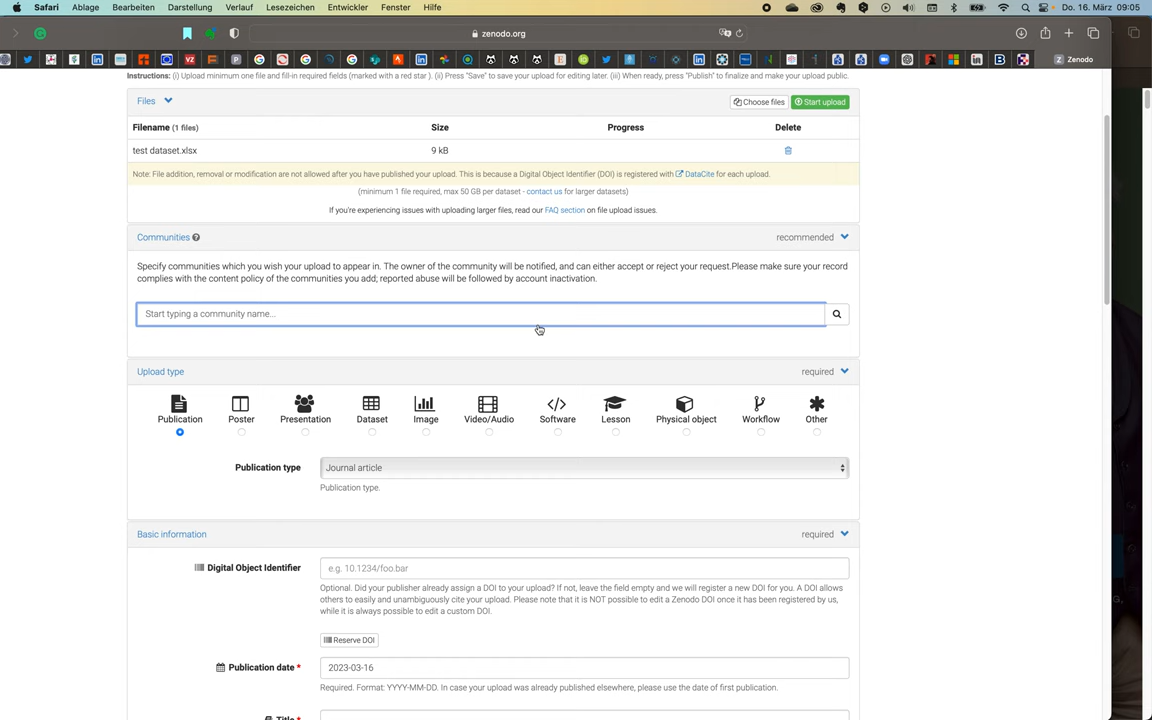 Safari Ablage Bearbeiten Darstellung Verlauf Lesezeichen Entwickler Fenster Hilfe Do. 16. März 09:05
zenodo.org
Zenodo
Instructions: (i) Upload minimum one file and fill-in required fields (marked with a red star ). (ii) Press "Save" to save your upload for editing later. (iii) When ready, press "Publish" to finalize and make your upload public.
Files Choose files Start upload
Filename (1 files) Size Progress Delete
test dataset.xlsx 9 kB
Note: File addition, removal or modification are not allowed after you have published your upload. This is because a Digital Object Identifier (DOI) is registered with DataCite for each upload.
(minimum 1 file required, max 50 GB per dataset - contact us for larger datasets)
If you're experiencing issues with uploading larger files, read our FAQ section on file upload issues.
Communities recommended
Specify communities which you wish your upload to appear in. The owner of the community will be notified, and can either accept or reject your request.Please make sure your record
complies with the content policy of the communities you add; reported abuse will be followed by account inactivation.
Start typing a community name...
Upload type required
Publication Poster Presentation Dataset Image Video/Audio Software Lesson Physical object Workflow Other
Publication type Journal article
Publication type.
Basic information required
Digital Object Identifier e.g. 10.1234/foo.bar
Optional. Did your publisher already assign a DOI to your upload? If not, leave the field empty and we will register a new DOI for you. A DOI allows
others to easily and unambiguously cite your upload. Please note that it is NOT possible to edit a Zenodo DOI once it has been registered by us,
while it is always possible to edit a custom DOI.
Reserve DOI
Publication date * 2023-03-16
Required. Format: YYYY-MM-DD. In case your upload was already published elsewhere, please use the date of first publication.
Title *